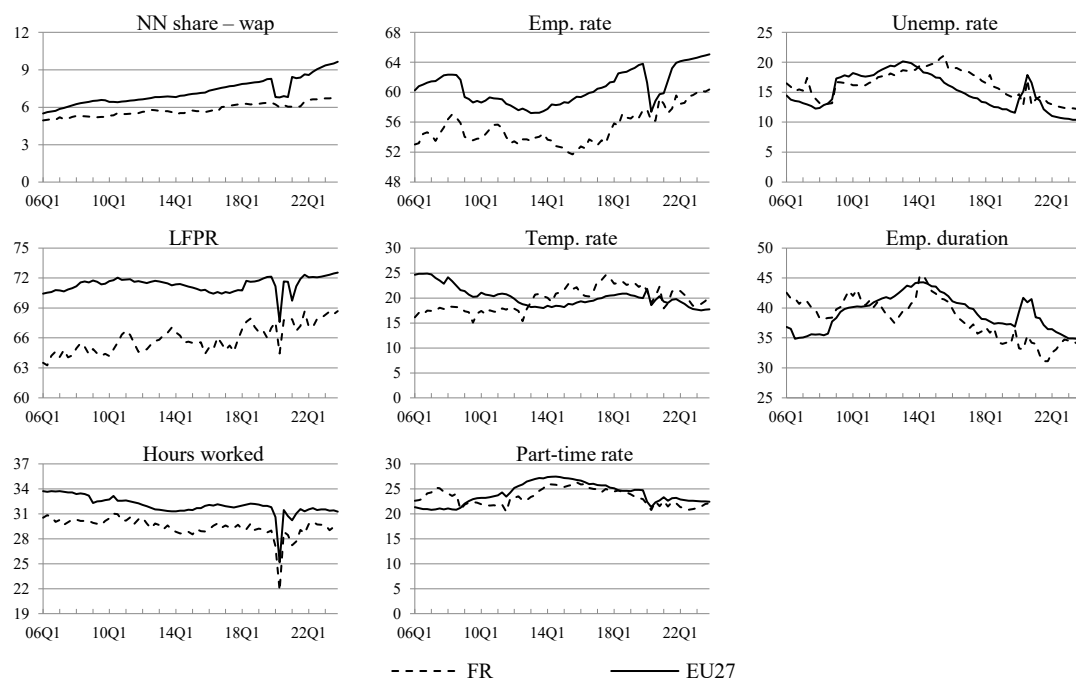 NN share – wap
12
9
6
3
0
06Q1 10Q1 14Q1 18Q1 22Q1
Emp. rate
68
64
60
56
52
48
06Q1 10Q1 14Q1 18Q1 22Q1
Unemp. rate
25
20
15
10
5
0
06Q1 10Q1 14Q1 18Q1 22Q1
LFPR
75
72
69
66
63
60
06Q1 10Q1 14Q1 18Q1 22Q1
Temp. rate
30
25
20
15
10
5
0
06Q1 10Q1 14Q1 18Q1 22Q1
Emp. duration
50
45
40
35
30
25
06Q1 10Q1 14Q1 18Q1 22Q1
Hours worked
37
34
31
28
25
22
19
06Q1 10Q1 14Q1 18Q1 22Q1
Part-time rate
30
25
20
15
10
5
0
06Q1 10Q1 14Q1 18Q1 22Q1
FR EU27